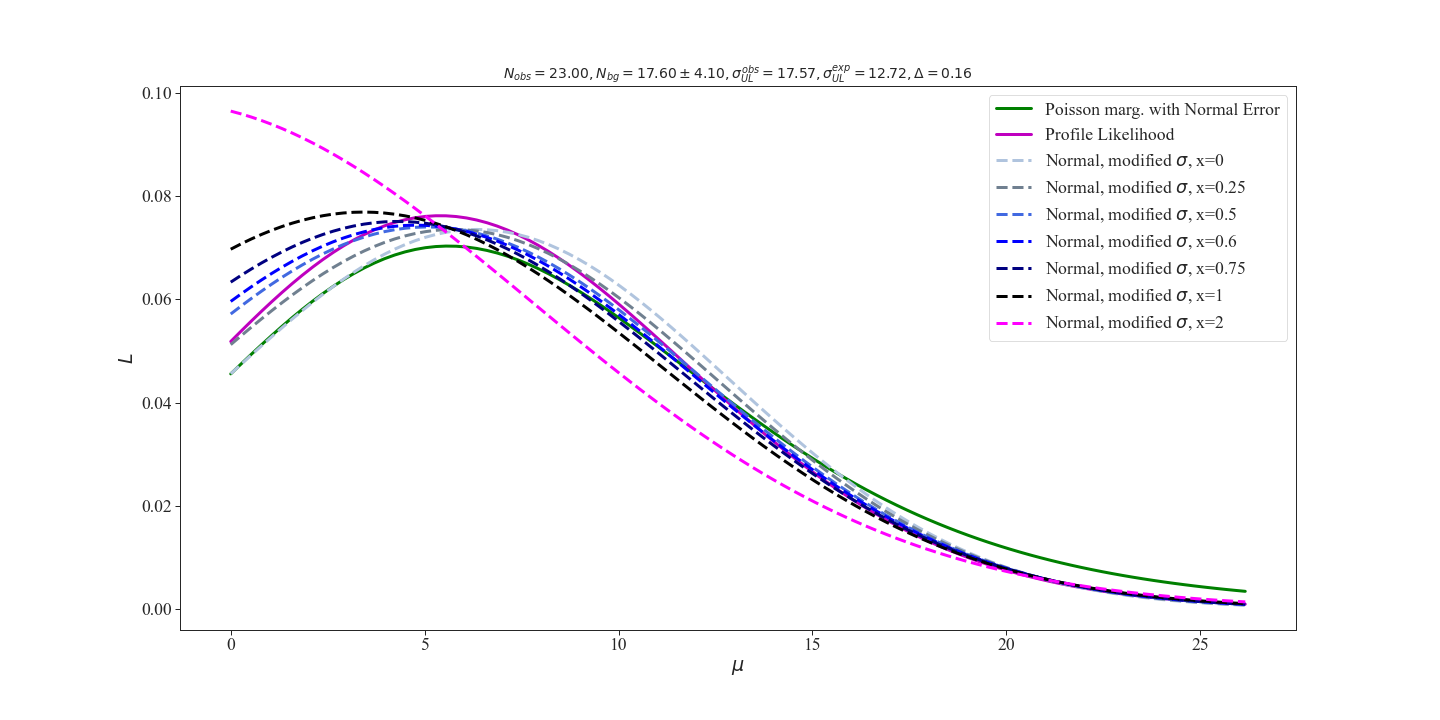 N_obs = 23.00, N_bg = 17.60 ± 4.10, σ_UL^obs = 17.57, σ_UL^exp = 12.72, Δ = 0.16
0.10
0.08
0.06
0.04
0.02
0.00
L
0 5 10 15 20 25
μ
Poisson marg. with Normal Error
Profile Likelihood
Normal, modified σ, x=0
Normal, modified σ, x=0.25
Normal, modified σ, x=0.5
Normal, modified σ, x=0.6
Normal, modified σ, x=0.75
Normal, modified σ, x=1
Normal, modified σ, x=2